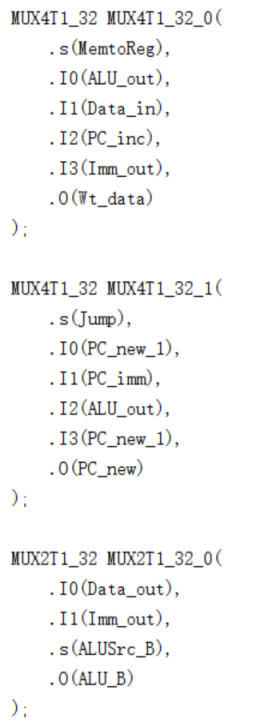 MUX4T1_32 MUX4T1_32_0(
.s(MemtoReg),
.I0(ALU_out),
.I1(Data_in),
.I2(PC_inc),
.I3(Imm_out),
.O(Wt_data)
);
MUX4T1_32 MUX4T1_32_1(
.s(Jump),
.I0(PC_new_1),
.I1(PC_imm),
.I2(ALU_out),
.I3(PC_new_1),
.O(PC_new)
);
MUX2T1_32 MUX2T1_32_0(
.I0(Data_out),
.I1(Imm_out),
.s(ALUSrc_B),
.O(ALU_B)
);